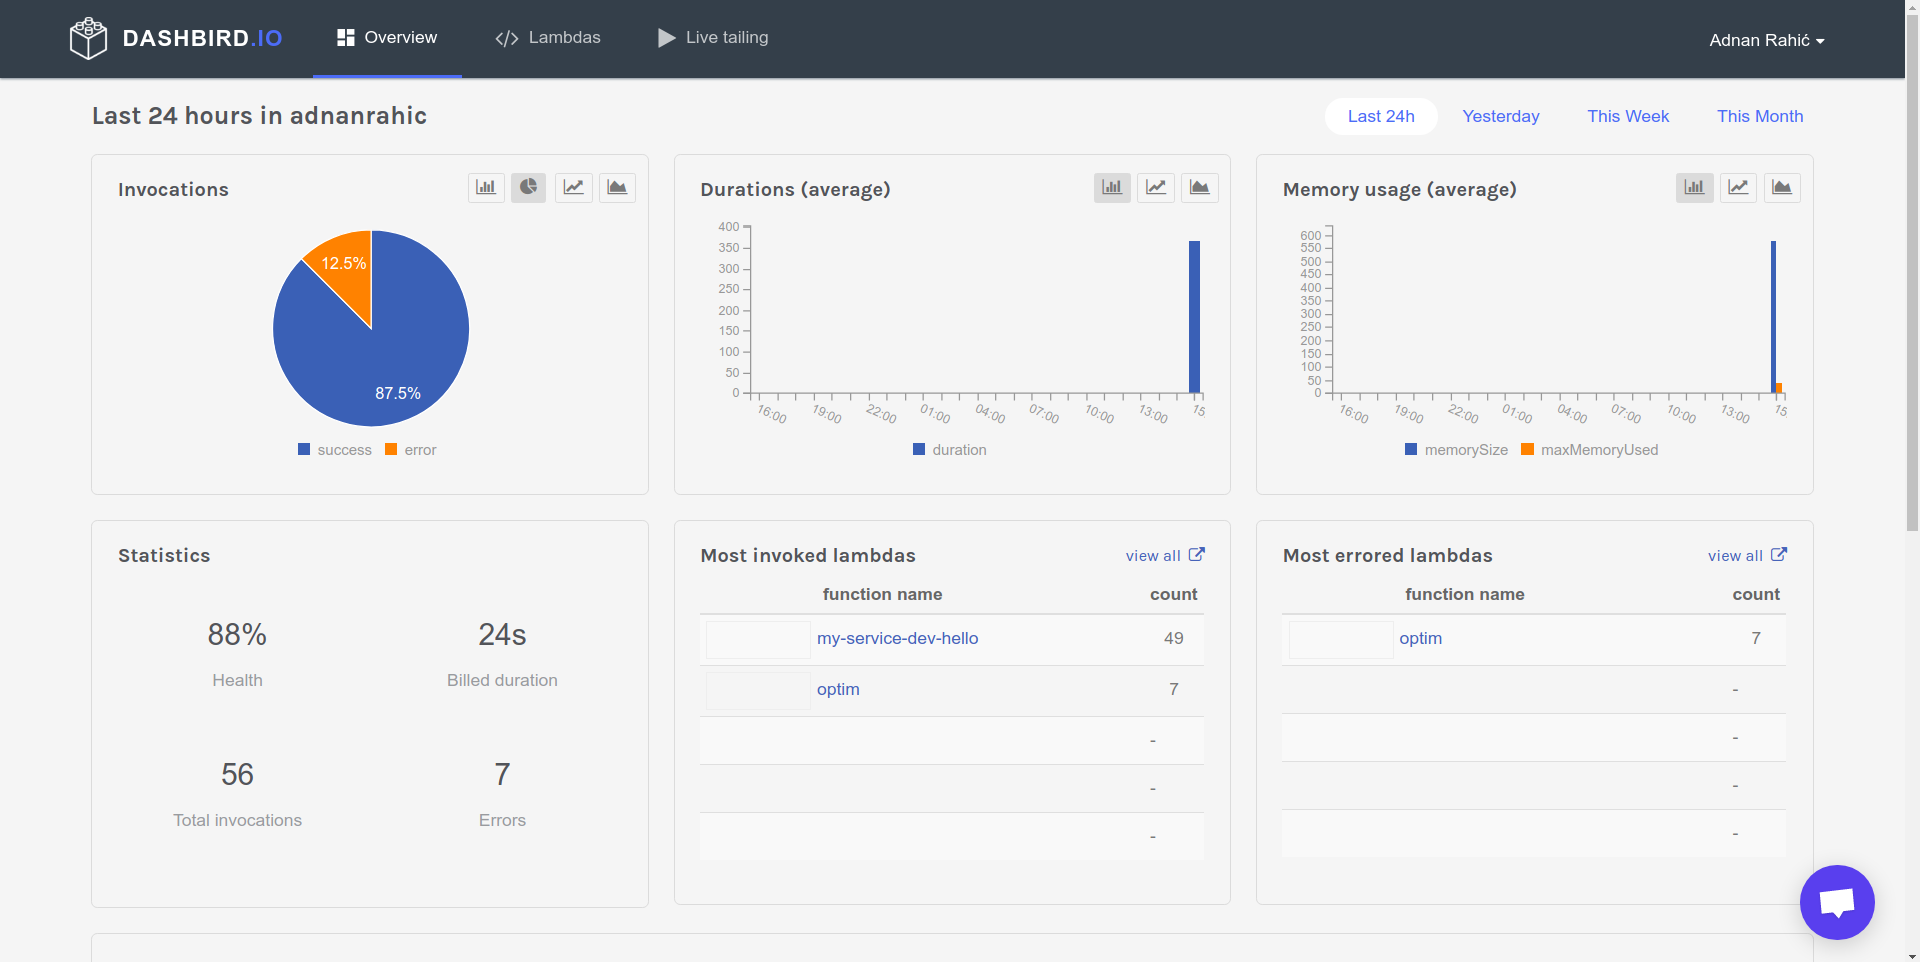 DASHBIRD.IO Overview Lambdas Live tailing Adnan Rahić
Last 24 hours in adnanrahic Last 24h Yesterday This Week This Month
Invocations
12.5%
87.5%
success error
Durations (average)
400
350
300
250
200
150
100
50
0
16:00 19:00 22:00 01:00 04:00 07:00 10:00 13:00 15
duration
Memory usage (average)
600
550
500
450
400
350
300
250
200
150
100
50
0
16:00 19:00 22:00 01:00 04:00 07:00 10:00 13:00 15
memorySize maxMemoryUsed
Statistics
88% 24s
Health Billed duration
56 7
Total invocations Errors
Most invoked lambdas view all
function name count
my-service-dev-hello 49
optim 7
-
-
-
Most errored lambdas view all
function name count
optim 7
-
-
-
-